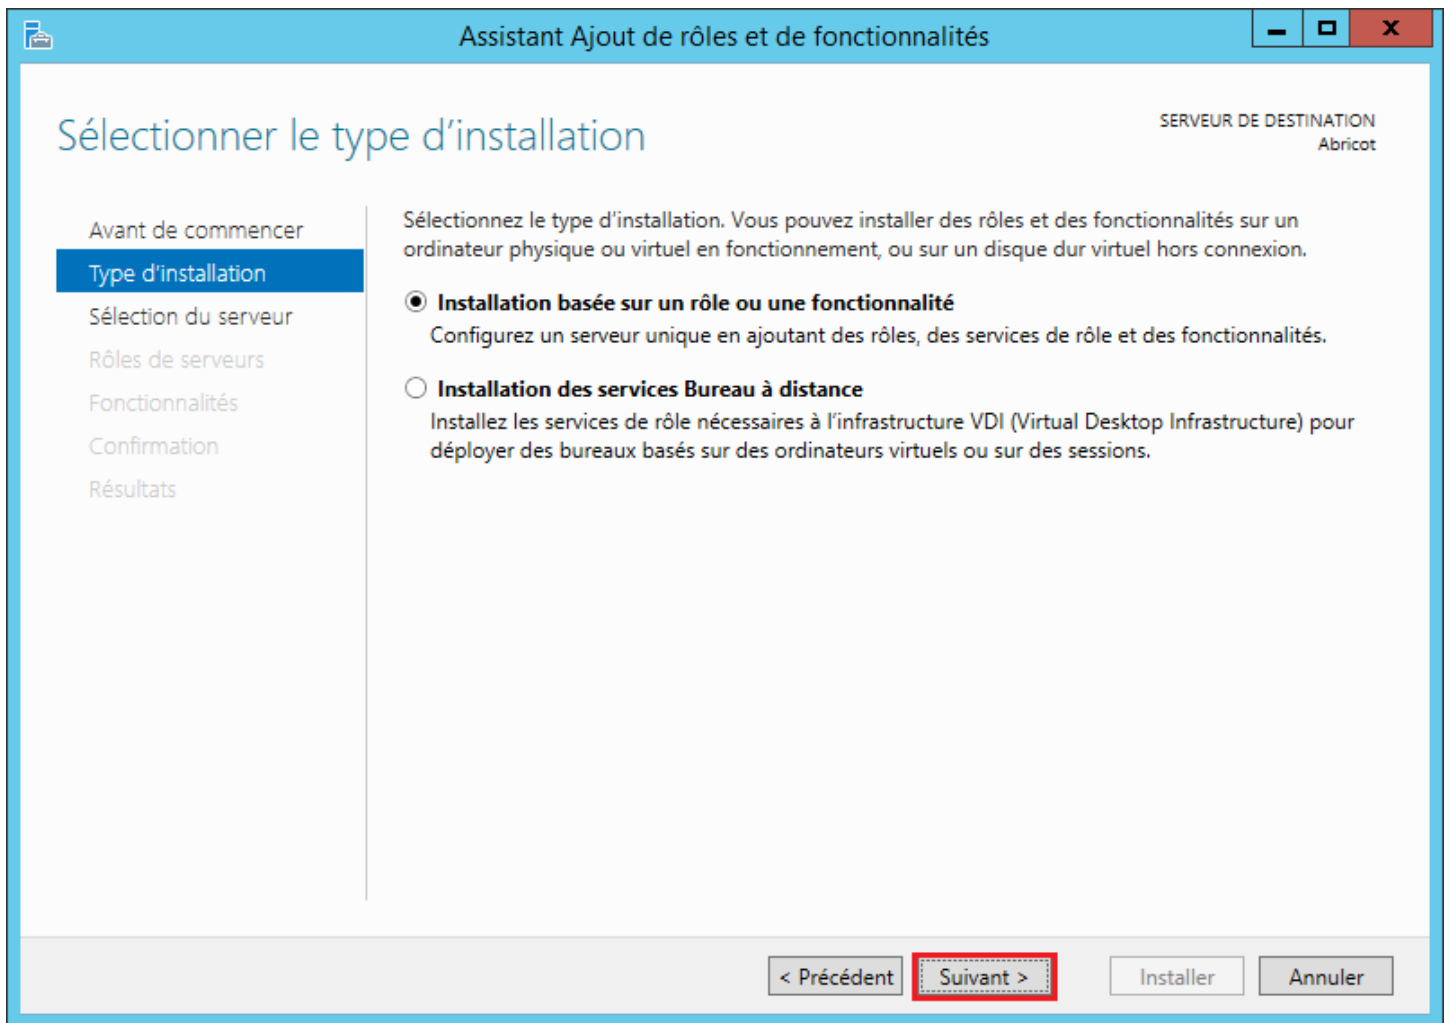 Assistant Ajout de rôles et de fonctionnalités
Sélectionner le type d’installation
SERVEUR DE DESTINATION
Abricot
Avant de commencer
Type d’installation
Sélection du serveur
Rôles de serveurs
Fonctionnalités
Confirmation
Résultats
Sélectionnez le type d’installation. Vous pouvez installer des rôles et des fonctionnalités sur un
ordinateur physique ou virtuel en fonctionnement, ou sur un disque dur virtuel hors connexion.
Installation basée sur un rôle ou une fonctionnalité
Configurez un serveur unique en ajoutant des rôles, des services de rôle et des fonctionnalités.
Installation des services Bureau à distance
Installez les services de rôle nécessaires à l’infrastructure VDI (Virtual Desktop Infrastructure) pour
déployer des bureaux basés sur des ordinateurs virtuels ou sur des sessions.
< Précédent
Suivant >
Installer
Annuler